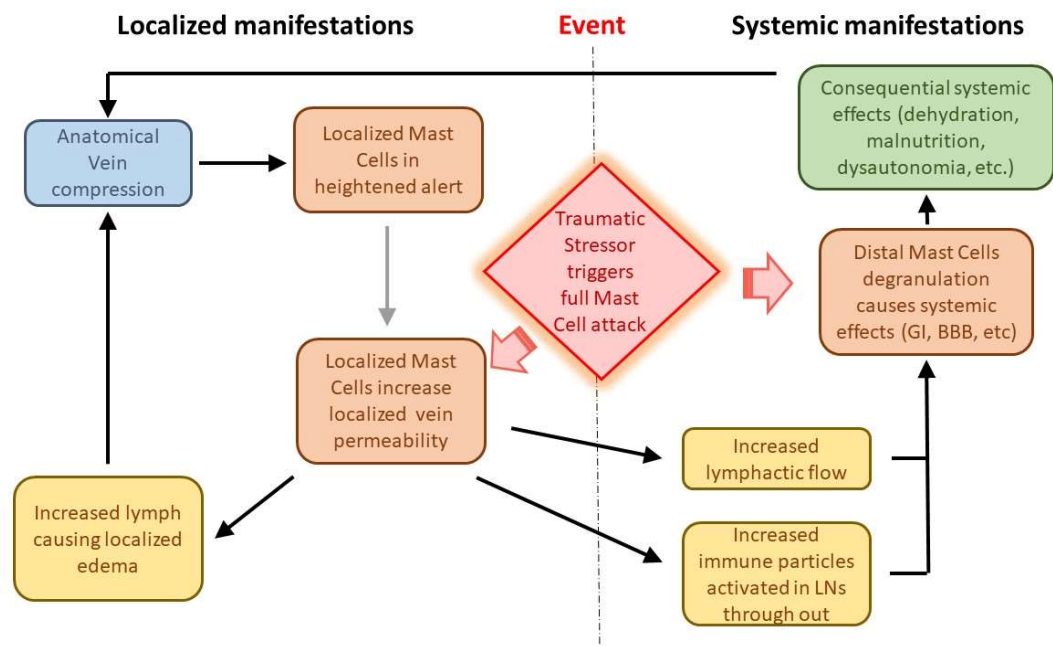 Localized manifestations
Event
Systemic manifestations
Anatomical
Vein
compression
Localized Mast
Cells in
heightened alert
Traumatic
Stressor
triggers
full Mast
Cell attack
Consequential systemic
effects (dehydration,
malnutrition,
dysautonomia, etc.)
Distal Mast Cells
degranulation
causes systemic
effects (GI, BBB, etc)
Localized Mast
Cells increase
localized vein
permeability
Increased
lymphactic flow
Increased lymph
causing localized
edema
Increased
immune particles
activated in LNs
through out